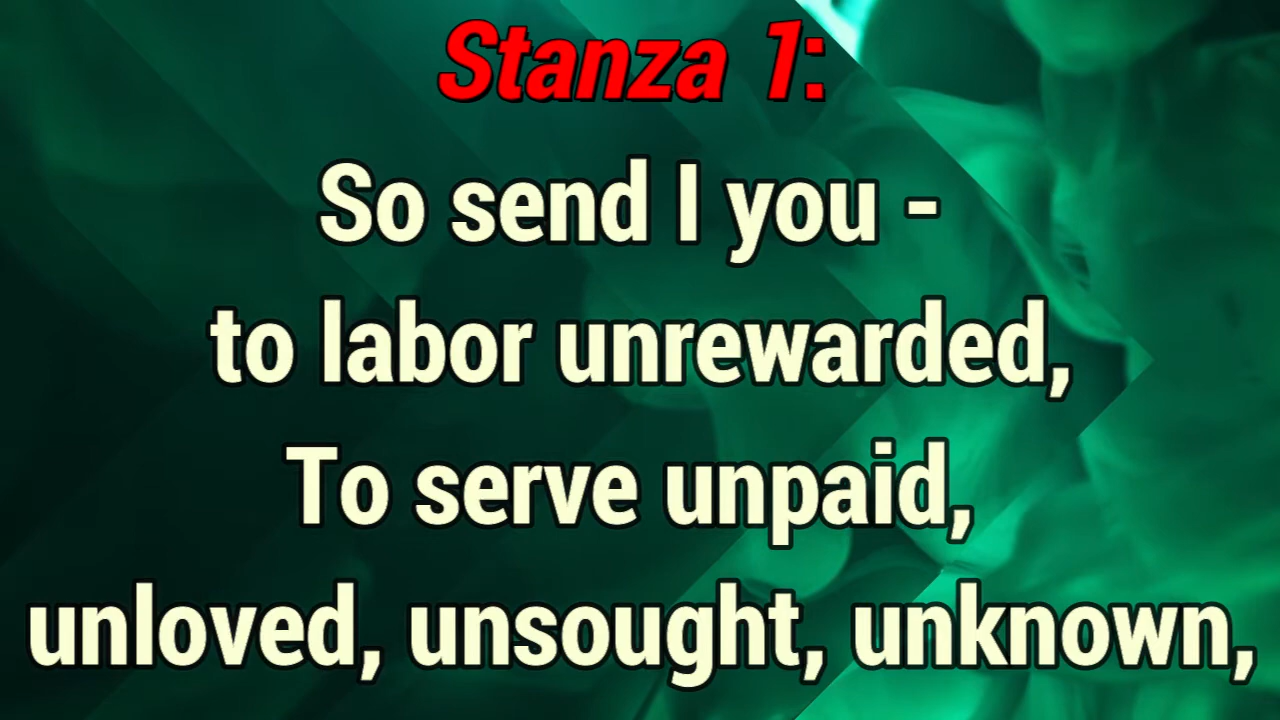 Stanza 1:
So send I you -
to labor unrewarded,
To serve unpaid,
unloved, unsought, unknown,